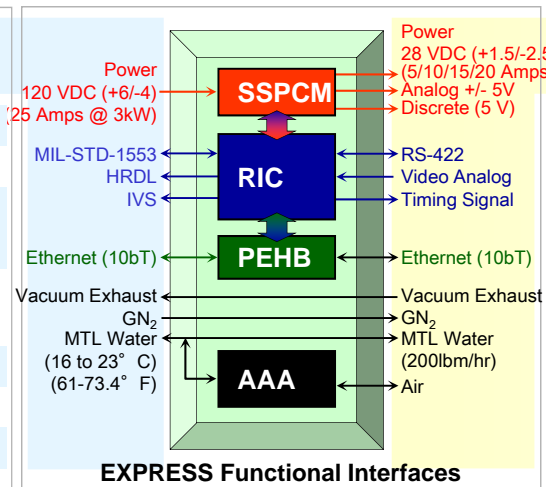 Power
120 VDC (+6/-4)
(25 Amps @ 3kW)
MIL-STD-1553
HRDL
IVS
Ethernet (10bT)
Vacuum Exhaust
GN2
MTL Water
(16 to 23° C)
(61-73.4° F)
SSPCM
RIC
PEHB
AAA
Power
28 VDC (+1.5/-2.5
(5/10/15/20 Amps
Analog +/- 5V
Discrete (5 V)
RS-422
Video Analog
Timing Signal
Ethernet (10bT)
Vacuum Exhaust
GN2
MTL Water
(200lbm/hr)
Air
EXPRESS Functional Interfaces